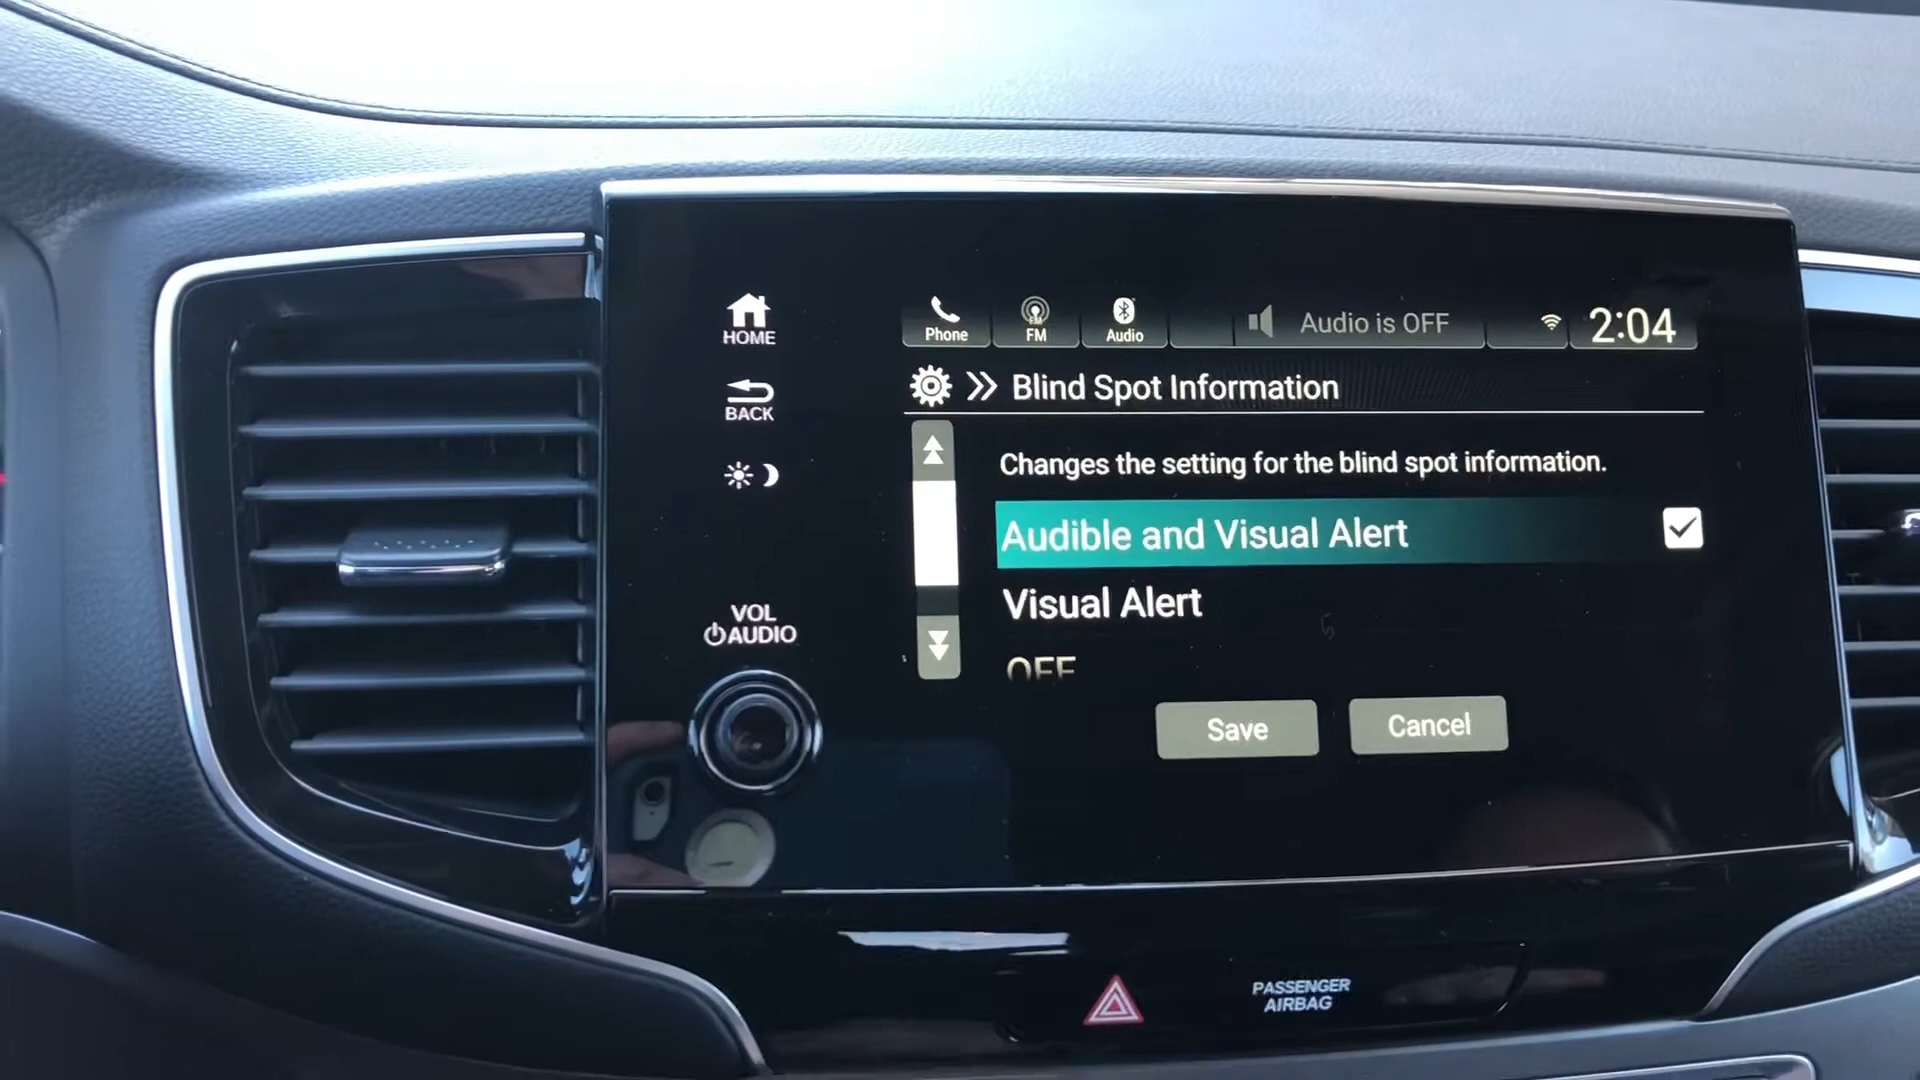 HOME
BACK
VOL
AUDIO
Phone
FM
FM
Audio
Audio is OFF
2:04
Blind Spot Information
Changes the setting for the blind spot information.
Audible and Visual Alert
Visual Alert
OFF
Save
Cancel
PASSENGER
AIRBAG